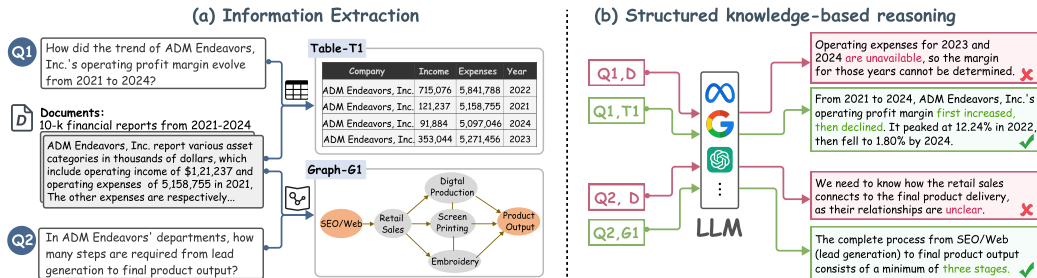 (a) Information Extraction
Q1
How did the trend of ADM Endeavors,
Inc.'s operating profit margin evolve
from 2021 to 2024?
D
Documents:
10-k financial reports from 2021-2024
ADM Endeavors, Inc. report various asset
categories in thousands of dollars, which
include operating income of $1,21,237 and
operating expenses of 5,158,755 in 2021,
The other expenses are respectively...
Q2
In ADM Endeavors' departments, how
many steps are required from lead
generation to final product output?
Table-T1
Company Income Expenses Year
ADM Endeavors, Inc. 715,076 5,841,788 2022
ADM Endeavors, Inc. 121,237 5,158,755 2021
ADM Endeavors, Inc. 91,884 5,097,046 2024
ADM Endeavors, Inc. 353,044 5,271,456 2023
Graph-G1
SEO/Web
Retail
Sales
Digtal
Production
Screen
Printing
Embroidery
Product
Output
(b) Structured knowledge-based reasoning
Q1,D
Q1,T1
Q2, D
Q2,G1
LLM
Operating expenses for 2023 and
2024 are unavailable, so the margin
for those years cannot be determined.
From 2021 to 2024, ADM Endeavors, Inc.'s
operating profit margin first increased,
then declined. It peaked at 12.24% in 2022,
then fell to 1.80% by 2024.
We need to know how the retail sales
connects to the final product delivery,
as their relationships are unclear.
The complete process from SEO/Web
(lead generation) to final product output
consists of a minimum of three stages.